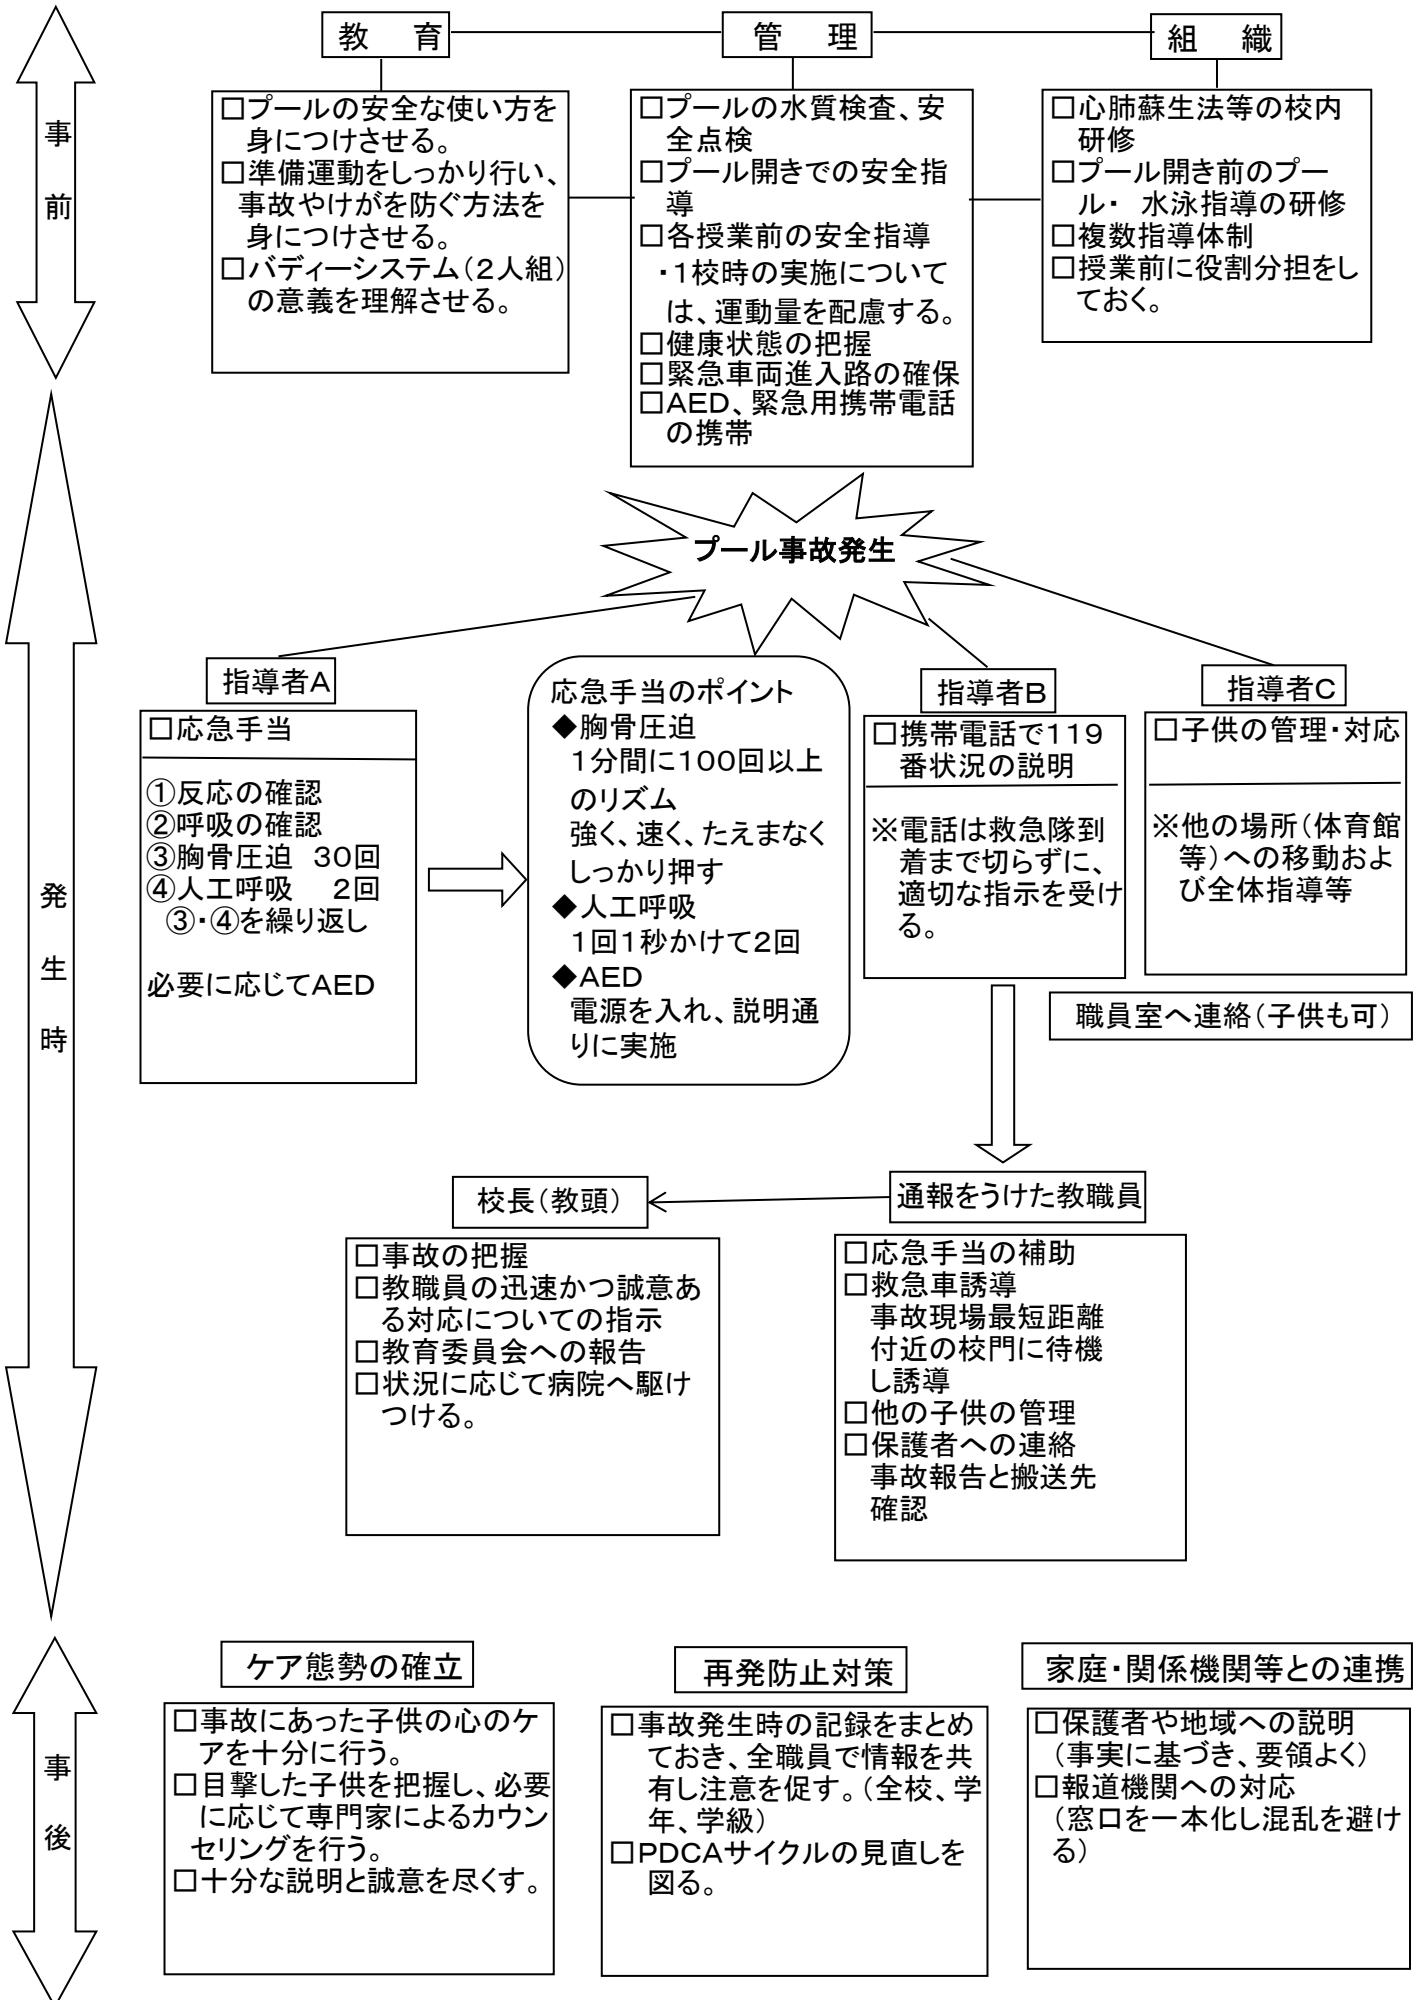 教　育
管　理
組　織
事
前
□プールの安全な使い方を
身につけさせる。
□準備運動をしっかり行い、
事故やけがを防ぐ方法を
身につけさせる。
□バディーシステム（２人組）
の意義を理解させる。
□プールの水質検査、安
全点検
□プール開きでの安全指
導
□各授業前の安全指導
・１校時の実施について
は、運動量を配慮する。
□健康状態の把握
□緊急車両進入路の確保
□AED、緊急用携帯電話
の携帯
□心肺蘇生法等の校内
研修
□プール開き前のプー
ル・ 水泳指導の研修
□複数指導体制
□授業前に役割分担をし
ておく。
プール事故発生
発
生
時
指導者A
□応急手当
①反応の確認
②呼吸の確認
③胸骨圧迫　３０回
④人工呼吸　２回
③・④を繰り返し
必要に応じてAED
応急手当のポイント
◆胸骨圧迫
１分間に１００回以上
のリズム
強く、速く、たえまなく
しっかり押す
◆人工呼吸
１回１秒かけて２回
◆AED
電源を入れ、説明通
りに実施
指導者B
□携帯電話で１１９
番状況の説明
※電話は救急隊到
着まで切らずに、
適切な指示を受け
る。
指導者C
□子供の管理・対応
※他の場所（体育館
等）への移動およ
び全体指導等
職員室へ連絡（子供も可）
校長（教頭）
□事故の把握
□教職員の迅速かつ誠意あ
る対応についての指示
□教育委員会への報告
□状況に応じて病院へ駆け
つける。
通報をうけた教職員
□応急手当の補助
□救急車誘導
事故現場最短距離
付近の校門に待機
し誘導
□他の子供の管理
□保護者への連絡
事故報告と搬送先
確認
事
後
ケア態勢の確立
□事故にあった子供の心のケ
アを十分に行う。
□目撃した子供を把握し、必要
に応じて専門家によるカウン
セリングを行う。
□十分な説明と誠意を尽くす。
再発防止対策
□事故発生時の記録をまとめ
ておき、全職員で情報を共
有し注意を促す。（全校、学
年、学級）
□PDCAサイクルの見直しを
図る。
家庭・関係機関等との連携
□保護者や地域への説明
（事実に基づき、要領よく）
□報道機関への対応
（窓口を一本化し混乱を避け
る）